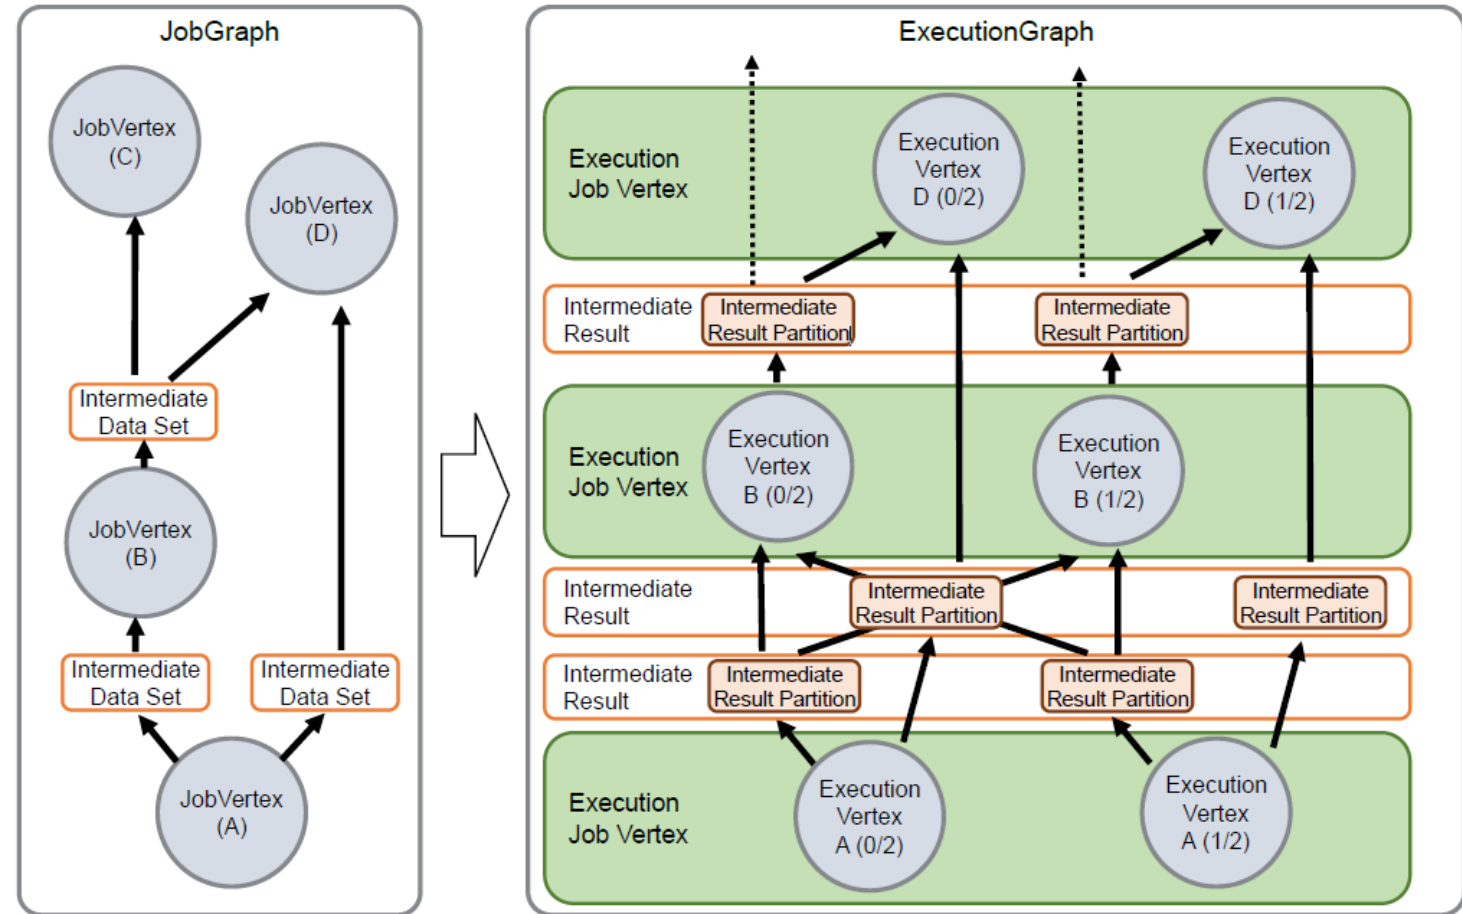 JobGraph
JobVertex
(C)
JobVertex
(D)
Intermediate
Data Set
JobVertex
(B)
Intermediate
Data Set
Intermediate
Data Set
JobVertex
(A)
ExecutionGraph
Execution
Job Vertex
Execution
Vertex
D (0/2)
Execution
Vertex
D (1/2)
Intermediate
Result
Intermediate
Result Partition
Intermediate
Result Partition
Execution
Job Vertex
Execution
Vertex
B (0/2)
Execution
Vertex
B (1/2)
Intermediate
Result
Intermediate
Result Partition
Intermediate
Result Partition
Intermediate
Result
Intermediate
Result Partition
Intermediate
Result Partition
Execution
Job Vertex
Execution
Vertex
A (0/2)
Execution
Vertex
A (1/2)